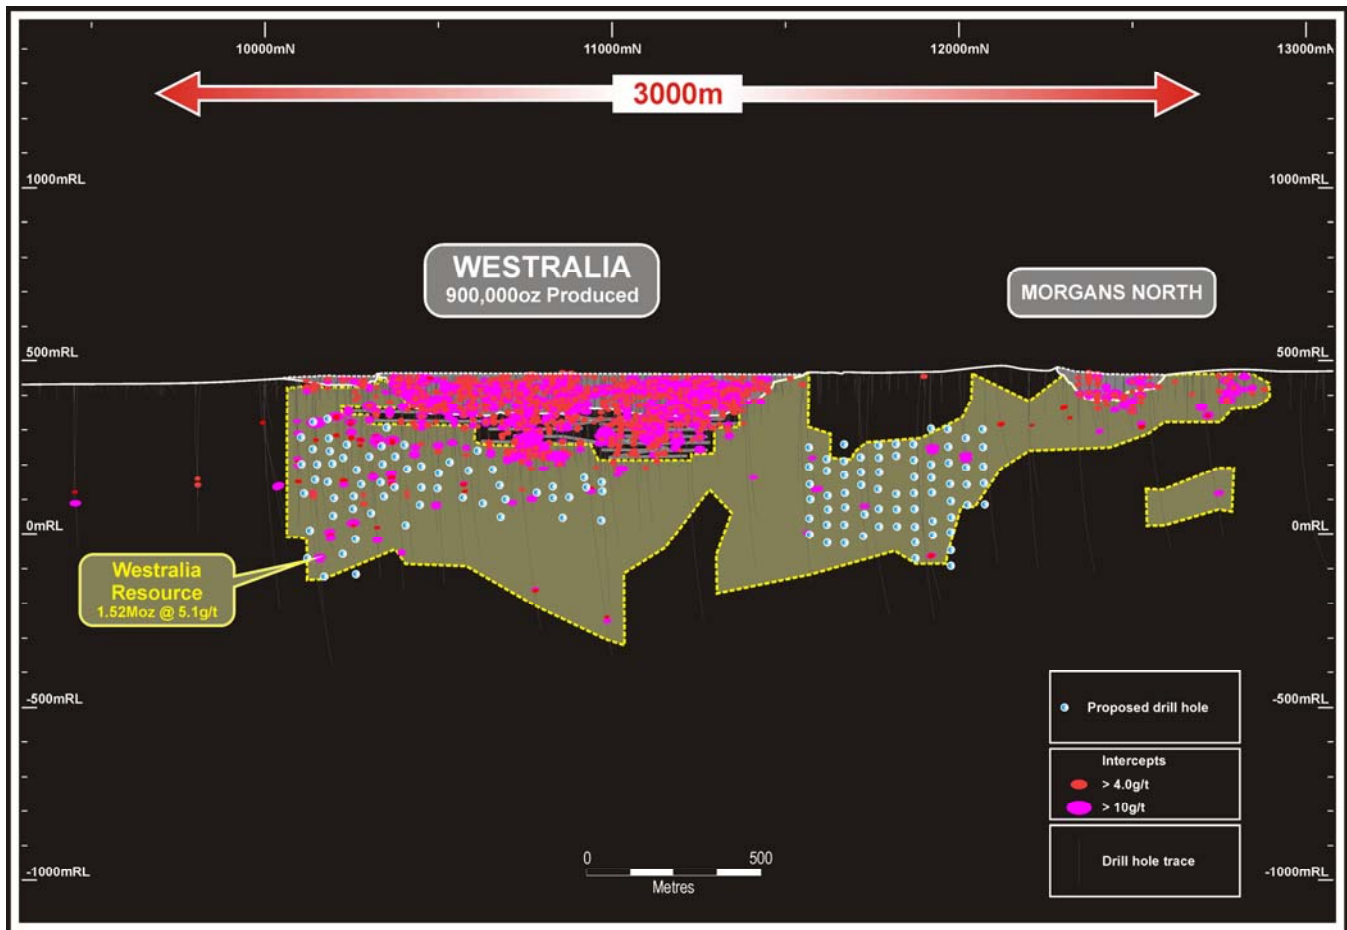 10000mN
11000mN
12000mN
13000mN
3000m
1000mRL
1000mRL
WESTRALIA
900,000oz Produced
MORGANS NORTH
500mRL
500mRL
0mRL
0mRL
Westralia
Resource
1.52Moz @ 5.1g/t
-500mRL
-500mRL
Proposed drill hole
Intercepts
> 4.0g/t
> 10g/t
Drill hole trace
0
500
Metres
-1000mRL
-1000mRL